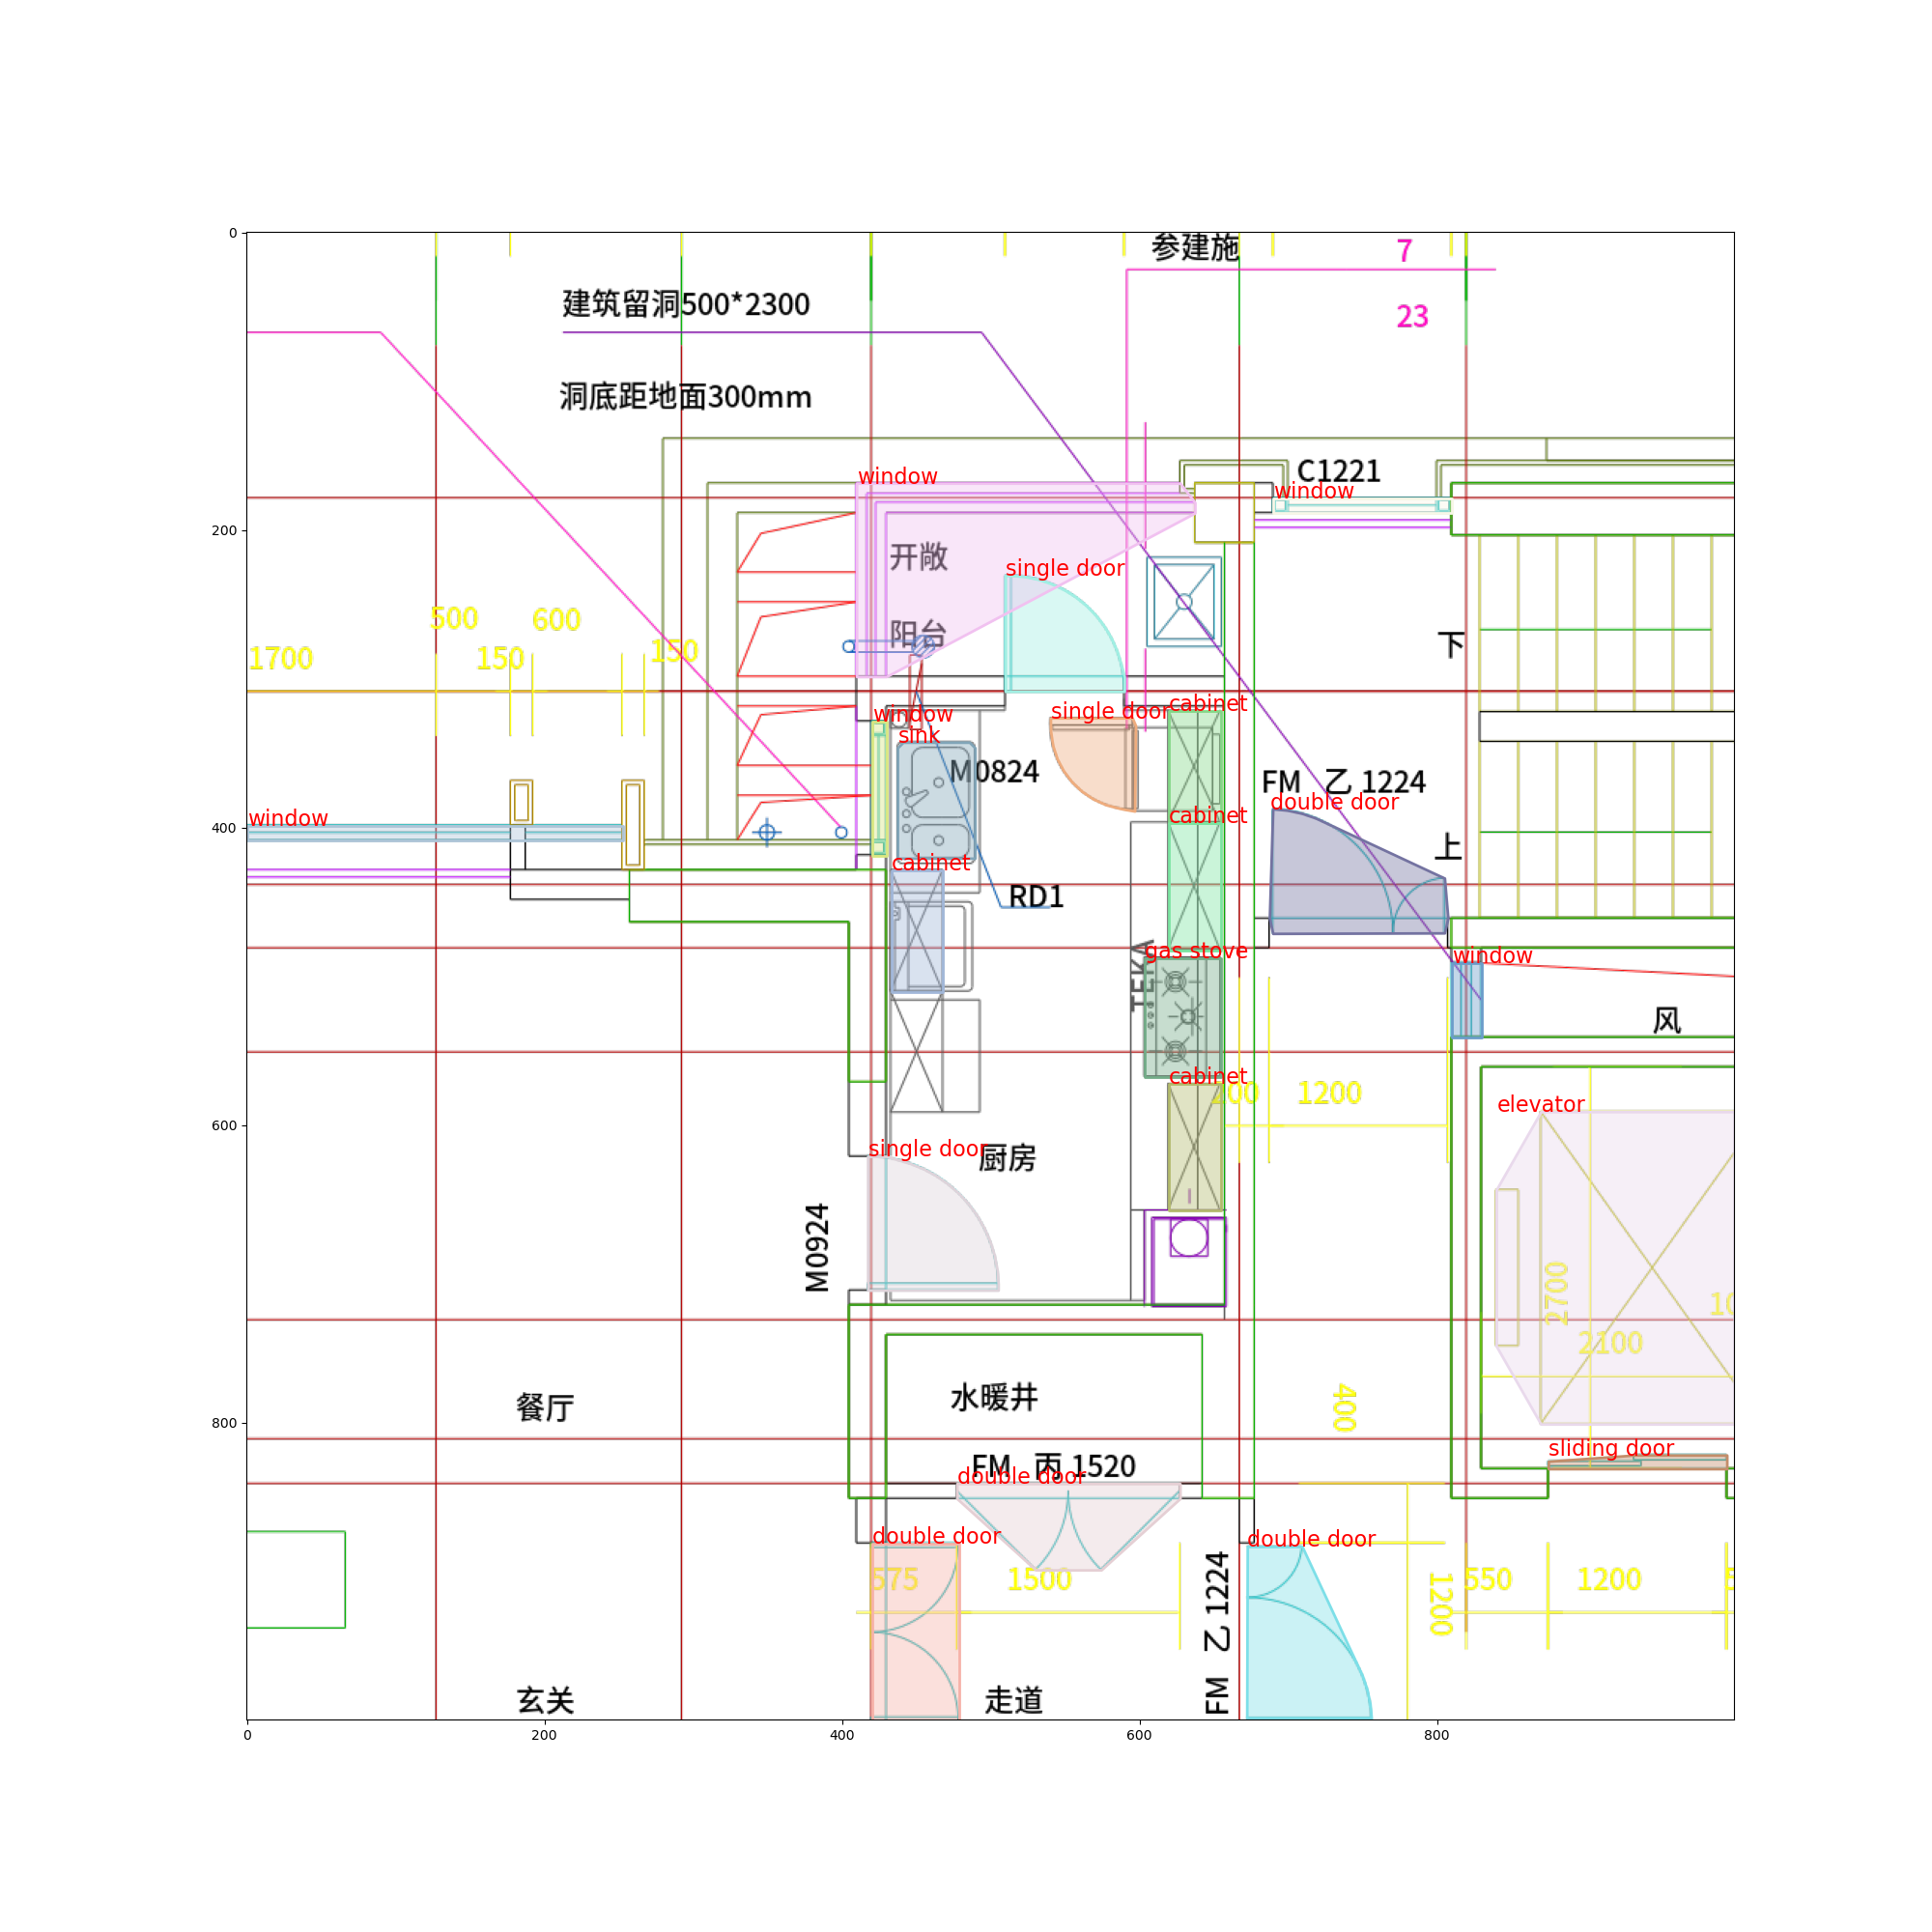 0
参建施
7
建筑留洞500*2300
23
洞底距地面300mm
window
C1221
window
200
开敞
single door
500
600
阳台
下
1700
150
150
cabinet
single door
window
sink
M0824
FM 乙 1224
double door
window
400
cabinet
上
cabinet
RD1
gas stove
window
TEKA
风
1200
cabinet
elevator
600
single door
厨房
M0924
2700
2100
400
餐厅
水暖井
800
sliding door
FM 丙 1520
double door
double door
double door
575
1500
FM 乙 1224
1200
550
1200
玄关
走道
0
200
400
600
800